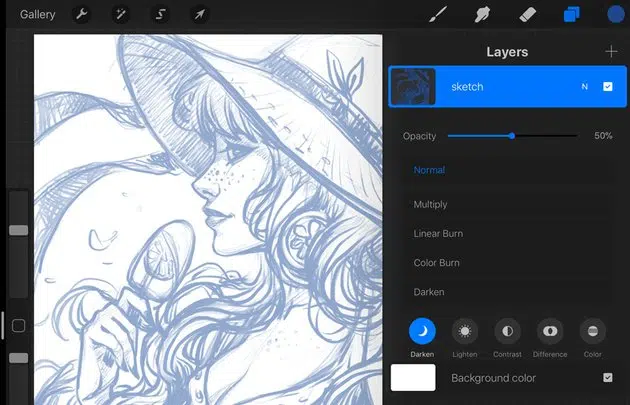 Gallery
Layers
sketch N
Opacity 50%
Normal
Multiply
Linear Burn
Color Burn
Darken
Darken Lighten Contrast Difference Color
Background color